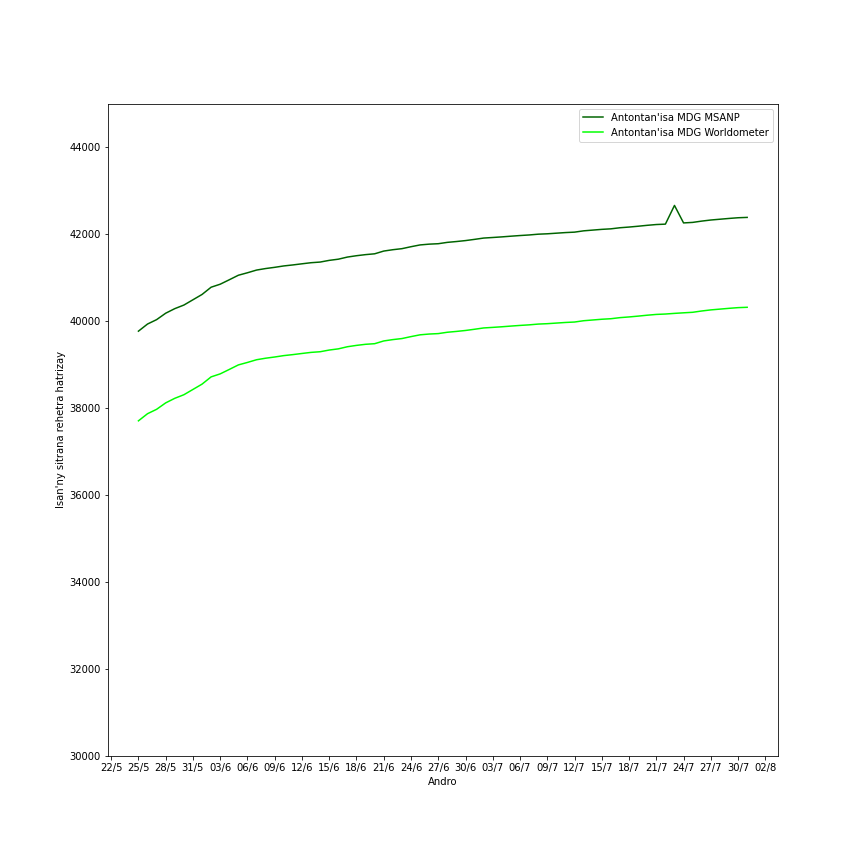 Antontan'isa MDG MSANP
Antontan'isa MDG Worldometer
44000
42000
40000
38000
36000
34000
32000
30000
Isan'ny sitrana rehetra hatrizay
22/5 25/5 28/5 31/5 03/6 06/6 09/6 12/6 15/6 18/6 21/6 24/6 27/6 30/6 03/7 06/7 09/7 12/7 15/7 18/7 21/7 24/7 27/7 30/7 02/8
Andro